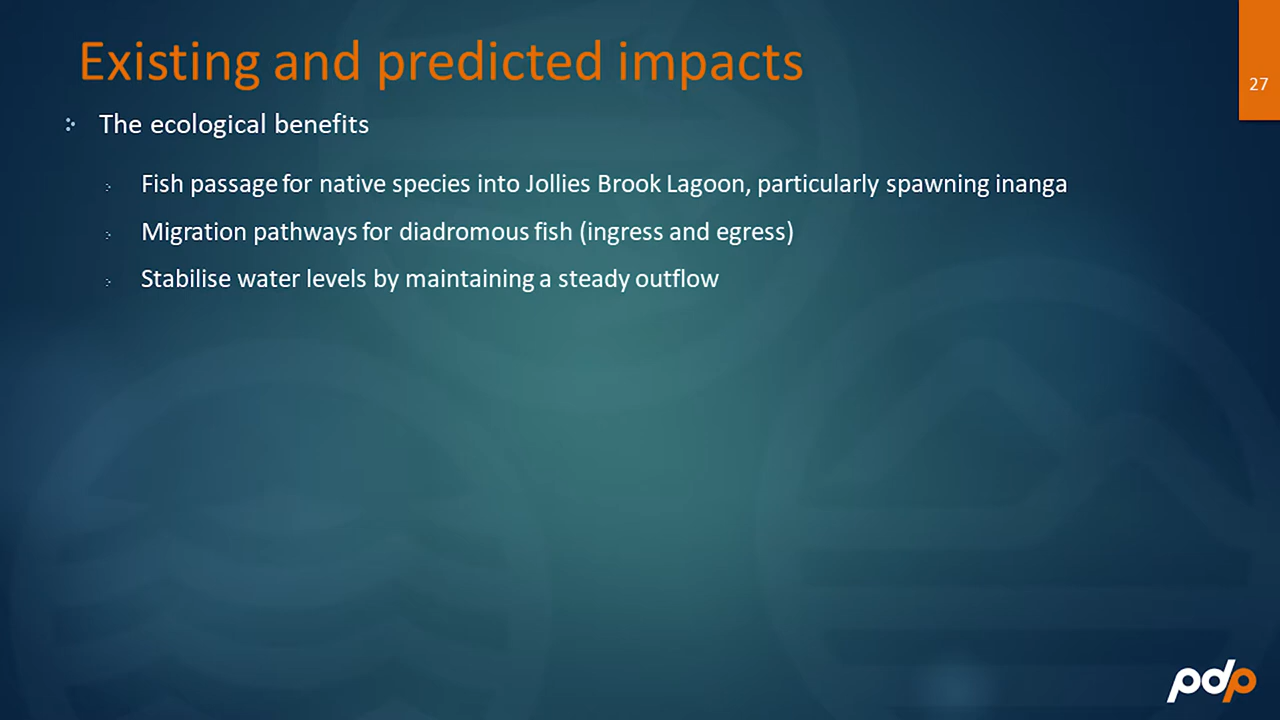 Existing and predicted impacts
27
The ecological benefits
Fish passage for native species into Jollies Brook Lagoon, particularly spawning inanga
Migration pathways for diadromous fish (ingress and egress)
Stabilise water levels by maintaining a steady outflow
pdp